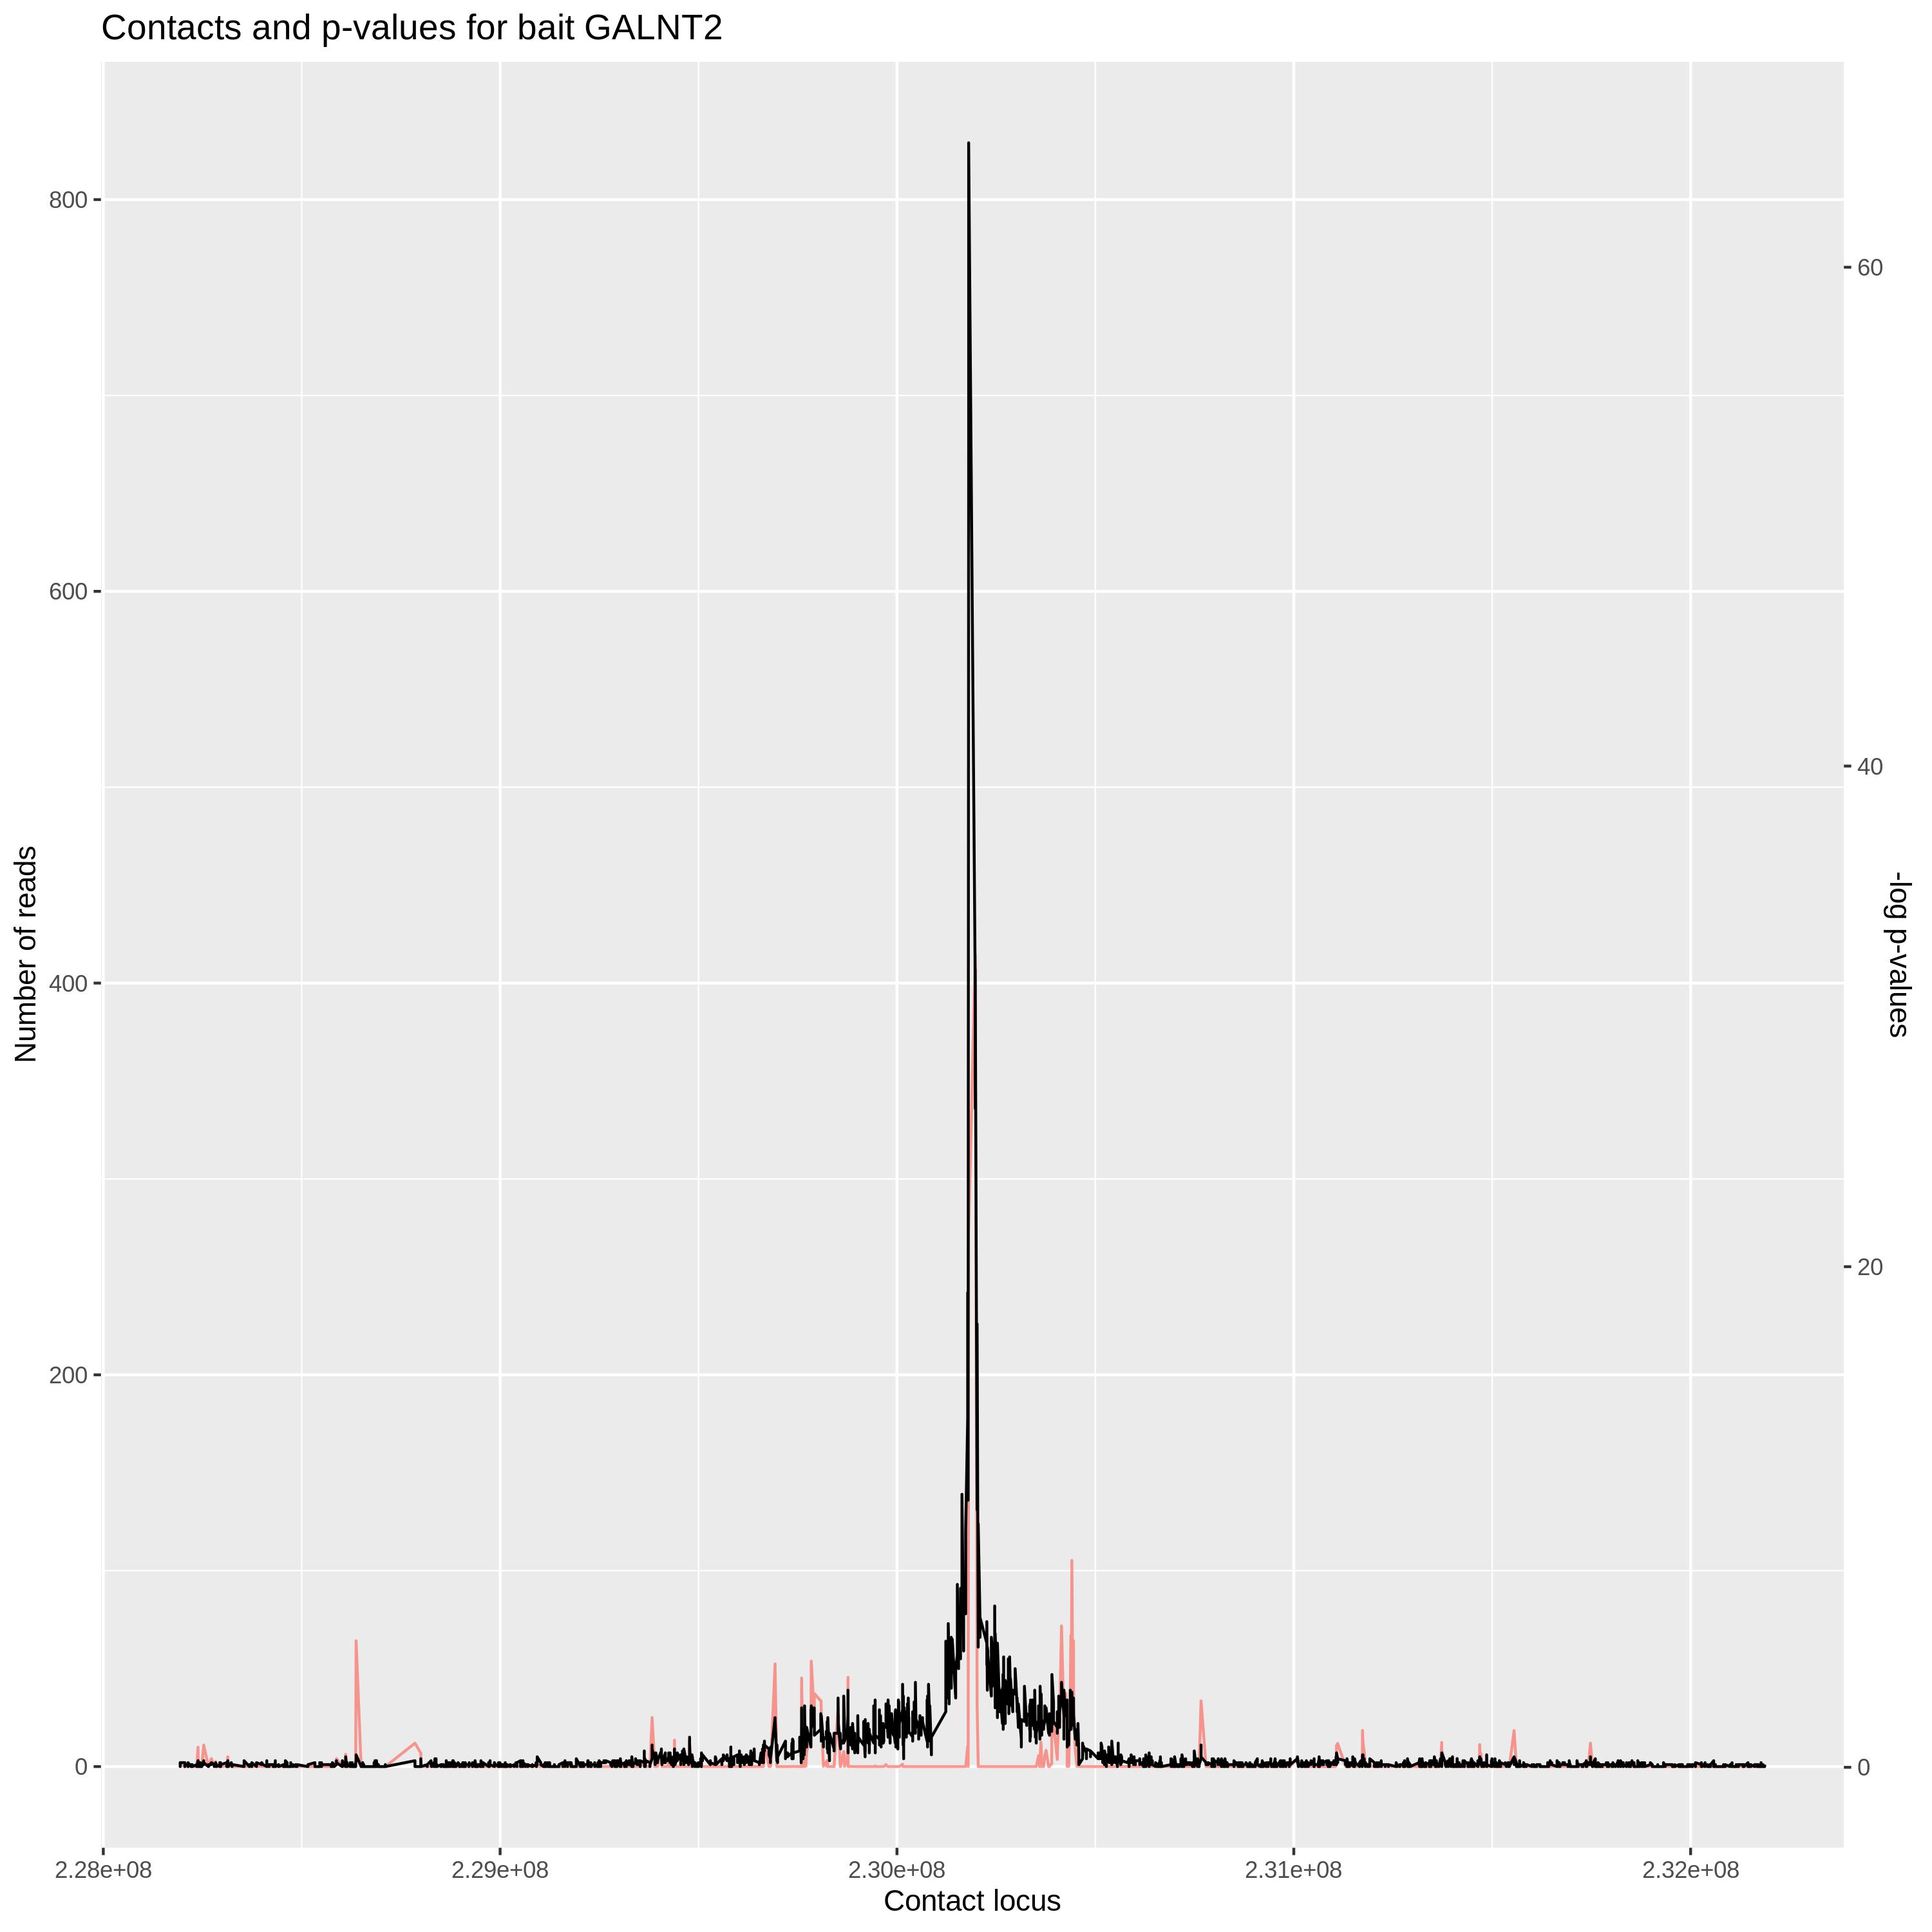 Contacts and p-values for bait GALNT2
800
600
400
200
0
Number of reads
60
40
20
0
-log p-values
2.28e+08
2.29e+08
2.30e+08
2.31e+08
2.32e+08
Contact locus